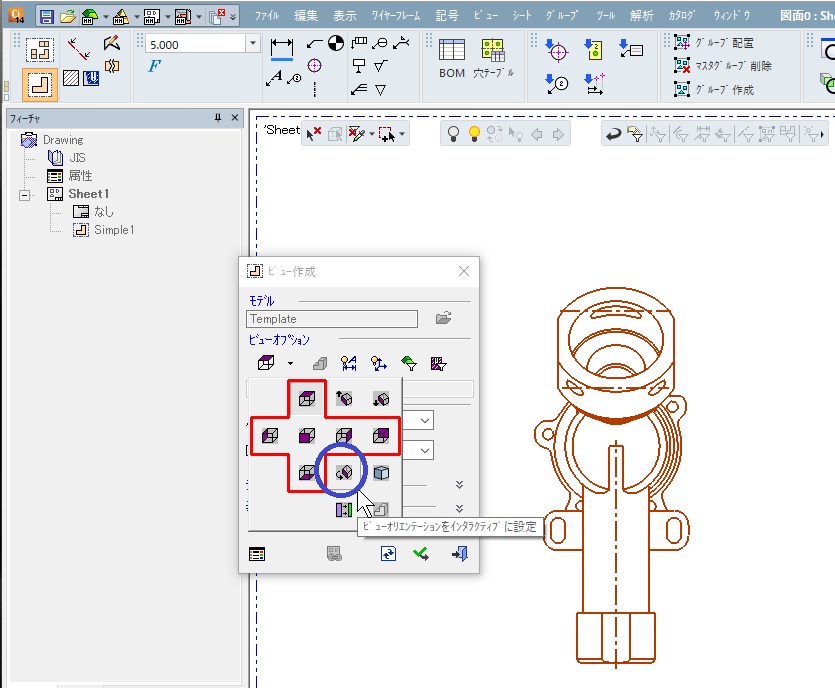 Ci 14
ﾌｧｲﾙ 編集 表示 ﾜｲﾔｰﾌﾚｰﾑ 記号 ﾋﾞｭｰ ｼｰﾄ ｸﾞﾙｰﾌﾟ ﾂｰﾙ 解析 ｶﾀﾛｸﾞ ｳｨﾝﾄﾞｳ 図面0 : She
5.000
F
A
BOM 穴ﾃｰﾌﾞﾙ
ｸﾞﾙｰﾌﾟ配置
ﾏｽﾀｸﾞﾙｰﾌﾟ削除
ｸﾞﾙｰﾌﾟ作成
ﾌｨｰﾁｬ
Drawing
JIS
属性
Sheet1
なし
Simple1
'Sheet
ﾋﾞｭｰ作成
ﾓﾃﾞﾙ
Template
ﾋﾞｭｰｵﾌﾟｼｮﾝ
ﾋﾞｭｰｵﾘｴﾝﾃｰｼｮﾝをｲﾝﾀﾗｸﾃｨﾌﾞに設定